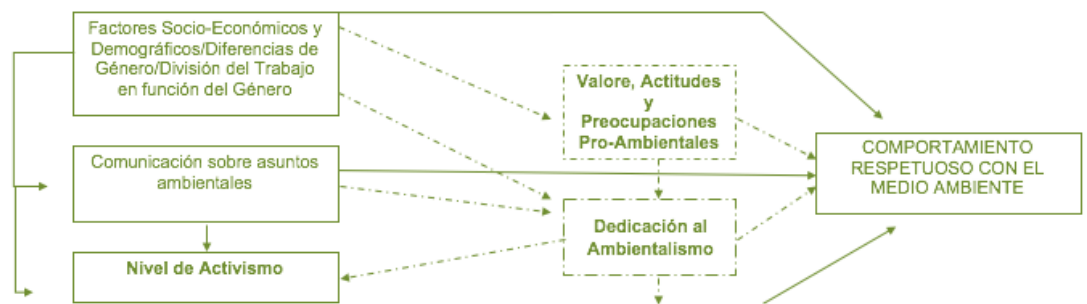 Factores Socio-Económicos y
Demográficos/Diferencias de
Género/División del Trabajo
en función del Género
Valore, Actitudes
y
Preocupaciones
Pro-Ambientales
Comunicación sobre asuntos
ambientales
COMPORTAMIENTO
RESPETUOSO CON EL
MEDIO AMBIENTE
Dedicación al
Ambientalismo
Nivel de Activismo